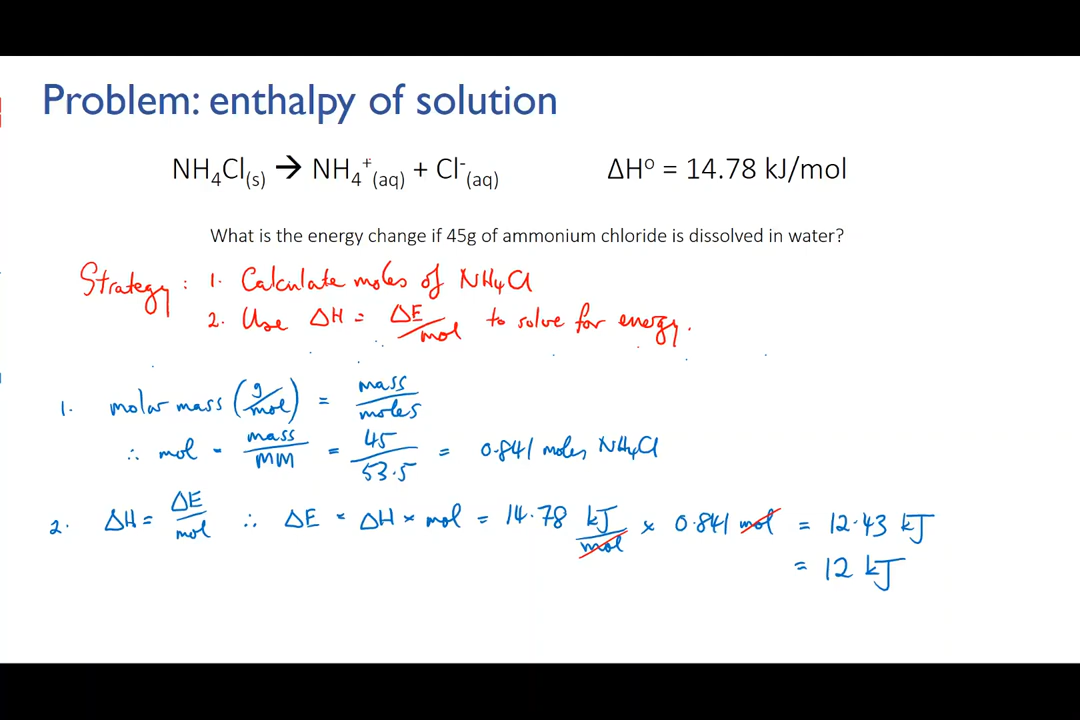 Problem: enthalpy of solution
NH₄Cl(s) → NH₄⁺(aq) + Cl⁻(aq) ΔHº = 14.78 kJ/mol
What is the energy change if 45g of ammonium chloride is dissolved in water?
Strategy: 1. Calculate moles of NH4Cl
2. Use ΔH = ΔE/mol to solve for energy.
1. molar mass (g/mol) = mass/moles
∴ mol = mass/MM = 45/53.5 = 0.841 moles NH4Cl
2. ΔH = ΔE/mol ∴ ΔE = ΔH × mol = 14.78 kJ/mol × 0.841 mol = 12.43 kJ
= 12 kJ